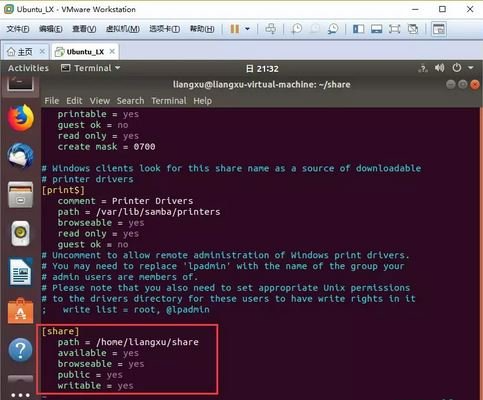 Ubuntu_LX - VMware Workstation
文件(F) 编辑(E) 查看(V) 虚拟机(M) 选项卡(T) 帮助(H)
主页 Ubuntu_LX
Activities Terminal 日 21:32
liangxu@liangxu-virtual-machine: ~/share
File Edit View Search Terminal Help
printable = yes
guest ok = no
read only = yes
create mask = 0700
# Windows clients look for this share name as a source of downloadable
# printer drivers
[print$]
comment = Printer Drivers
path = /var/lib/samba/printers
browseable = yes
read only = yes
guest ok = no
# Uncomment to allow remote administration of Windows print drivers.
# You may need to replace 'lpadmin' with the name of the group your
# admin users are members of.
# Please note that you also need to set appropriate Unix permissions
# to the drivers directory for these users to have write rights in it
;   write list = root, @lpadmin
[share]
path = /home/liangxu/share
available = yes
browseable = yes
public = yes
writable = yes